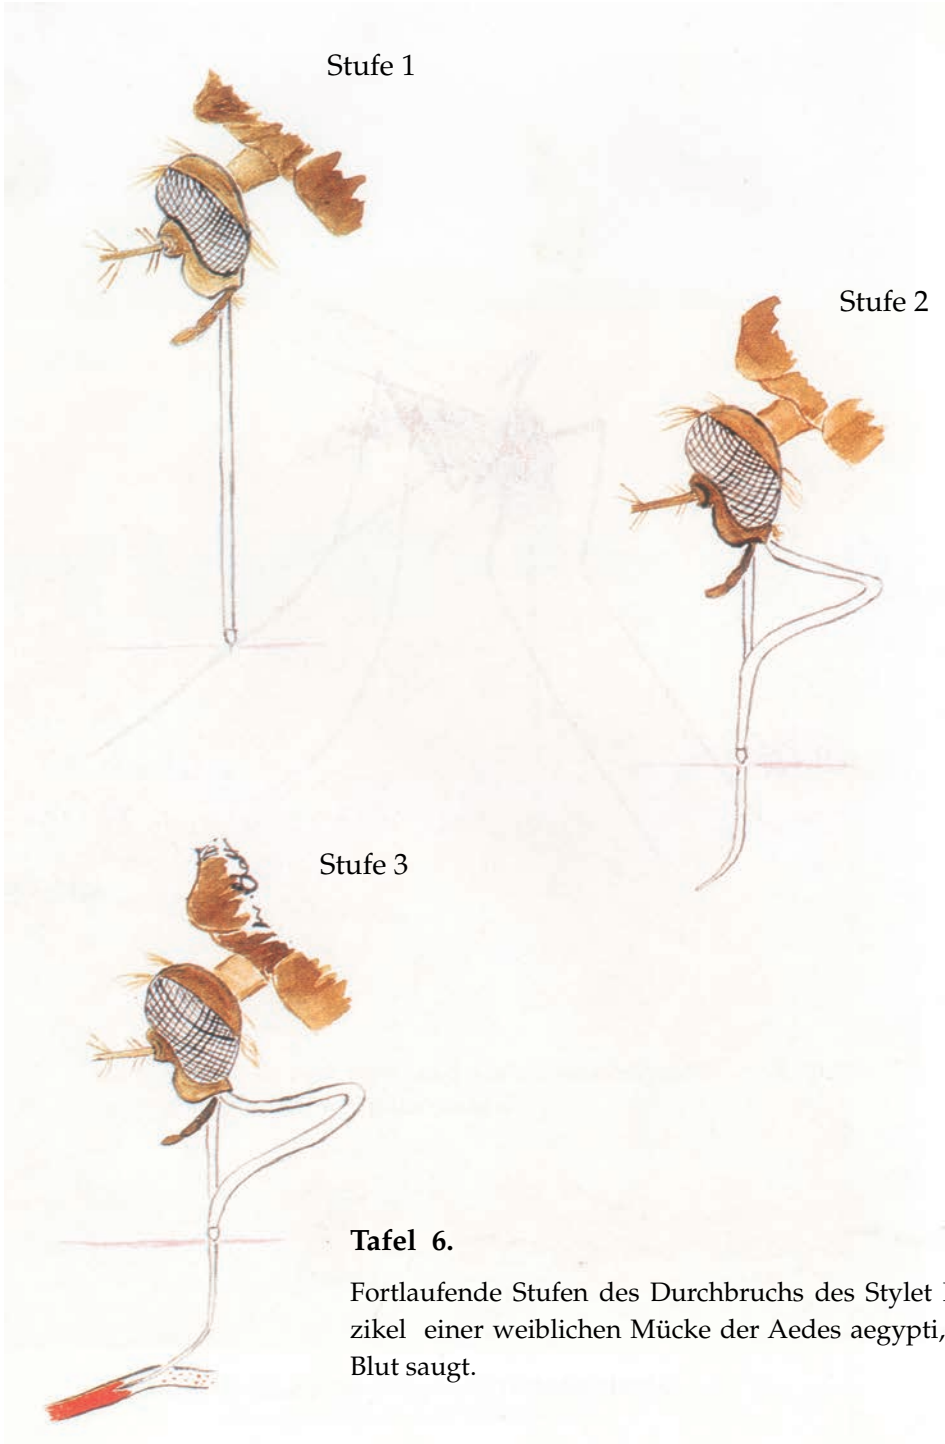 Stufe 1
Stufe 2
Stufe 3
Tafel 6.
Fortlaufende Stufen des Durchbruchs des Stylet
zikel einer weiblichen Mücke der Aedes aegypti,
Blut saugt.